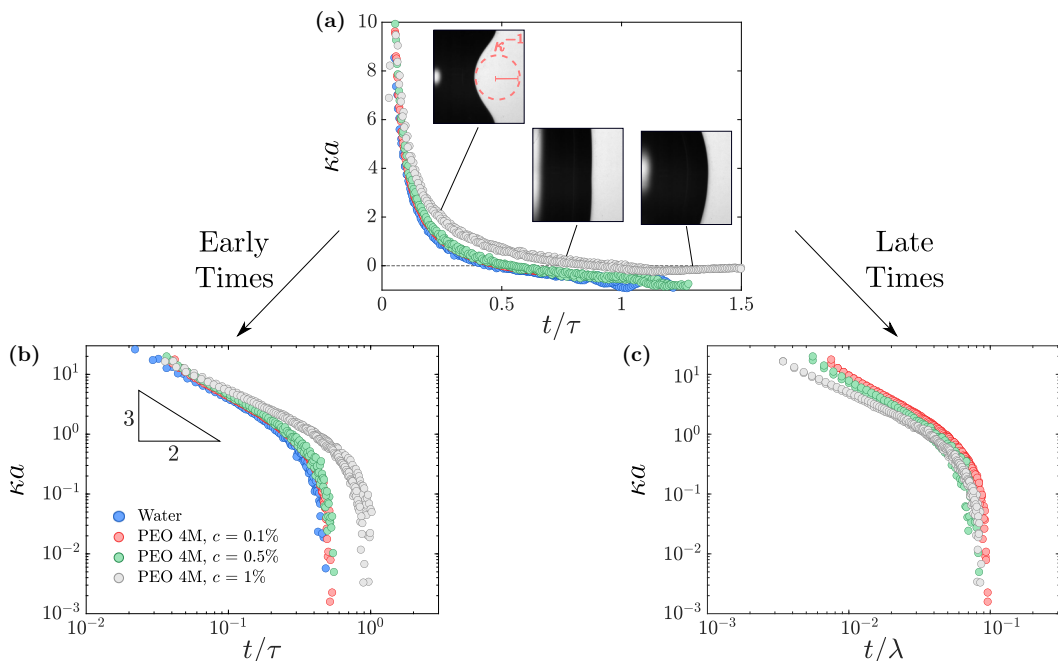 (a)
10
8
6
4
2
0
κa
κ⁻¹
0
0.5
1
1.5
t/τ
Early
Times
Late
Times
(b)
10¹
10⁰
10⁻¹
10⁻²
10⁻³
κa
3
2
Water
PEO 4M, c = 0.1%
PEO 4M, c = 0.5%
PEO 4M, c = 1%
10⁻²
10⁻¹
10⁰
t/τ
(c)
10¹
10⁰
10⁻¹
10⁻²
10⁻³
κa
10⁻³
10⁻²
10⁻¹
t/λ